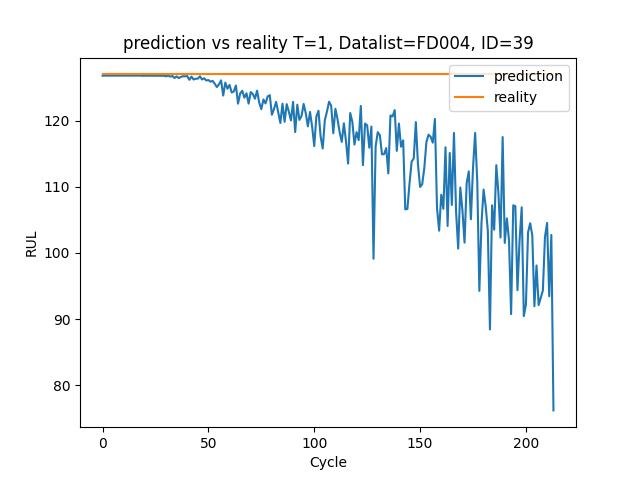 prediction vs reality T=1, Datalist=FD004, ID=39
prediction
reality
RUL
120
110
100
90
80
0
50
100
150
200
Cycle